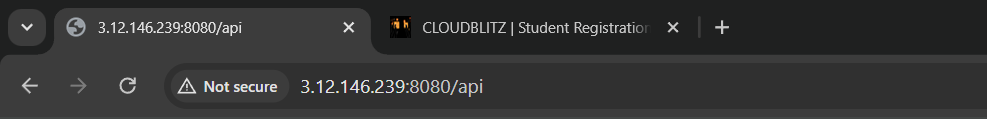 3.12.146.239:8080/api
CLOUDBLITZ | Student Registration
Not secure
3.12.146.239:8080/api